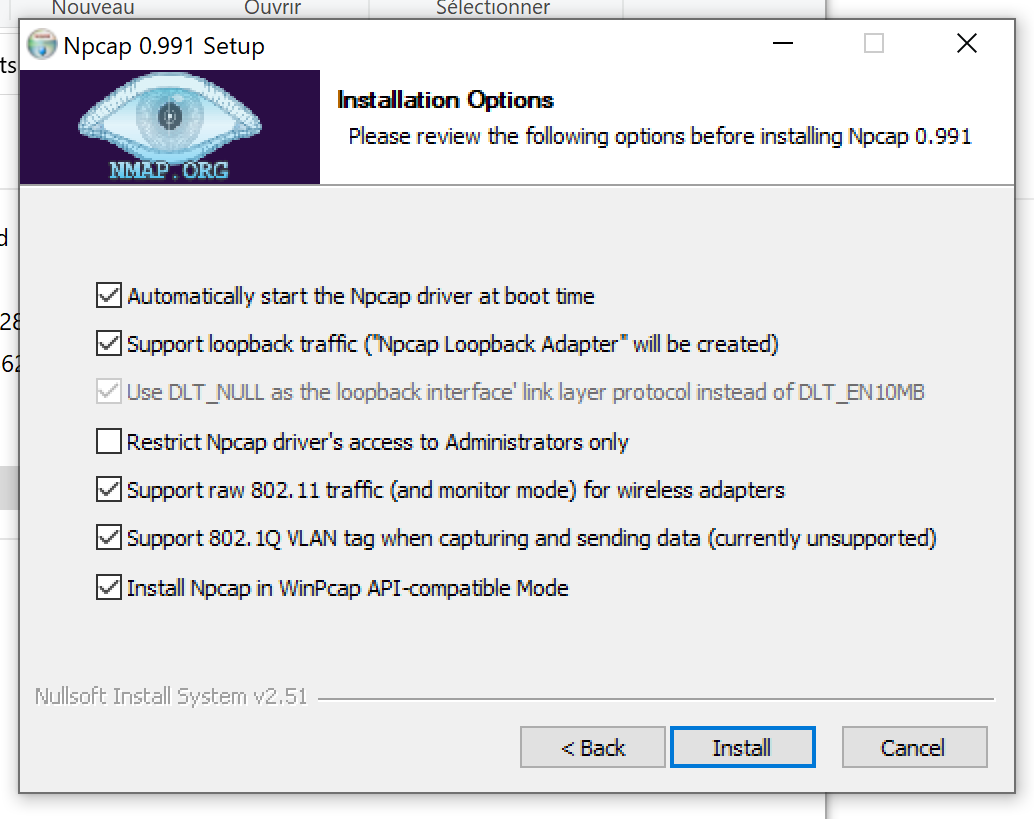 Nouveau Ouvrir Sélectionner
Npcap 0.991 Setup
ts
NMAP.ORG
Installation Options
Please review the following options before installing Npcap 0.991
d
Automatically start the Npcap driver at boot time
28
Support loopback traffic ("Npcap Loopback Adapter" will be created)
62
Use DLT_NULL as the loopback interface' link layer protocol instead of DLT_EN10MB
Restrict Npcap driver's access to Administrators only
Support raw 802.11 traffic (and monitor mode) for wireless adapters
Support 802.1Q VLAN tag when capturing and sending data (currently unsupported)
Install Npcap in WinPcap API-compatible Mode
Nullsoft Install System v2.51
< Back Install Cancel